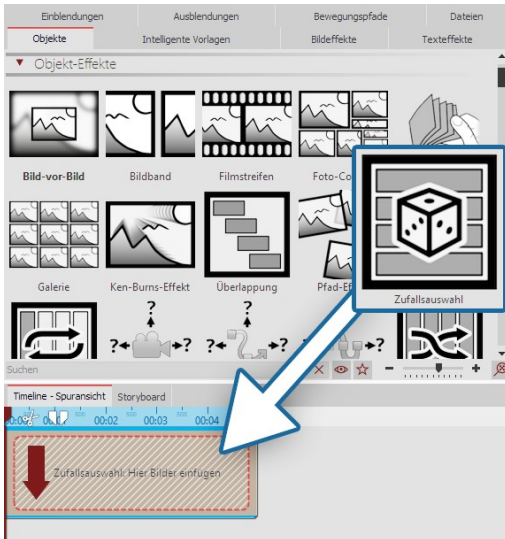 Einblendungen Ausblendungen Bewegungspfade Dateien
Objekte Intelligente Vorlagen Bildeffekte Texteffekte
Objekt-Effekte
Bild-vor-Bild Bildband Filmstreifen
Zufallsauswahl
Galerie Ken-Burns-Effekt Überlappung
? ? ?
? ? ? ? ?
Suchen
Timeline - Spuransicht Storyboard
00:02 00:03 00:04
Zufallsauswahl: Hier Bilder einfügen